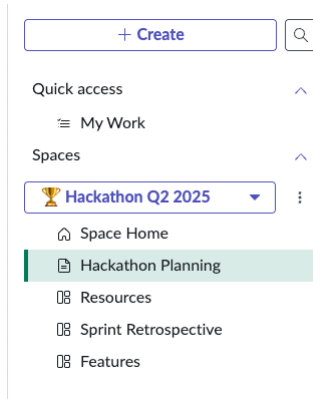 + Create
Quick access
My Work
Spaces
🏆 Hackathon Q2 2025
Space Home
Hackathon Planning
Resources
Sprint Retrospective
Features